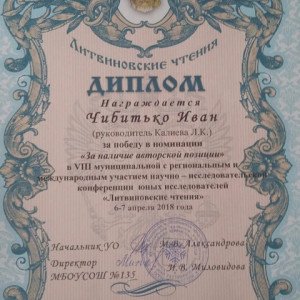 ЛИТВИНОВСКИЕ ЧТЕНИЯ
ДИПЛОМ
Награждается
Чибитько Иван
(руководитель Калиева Л.К.)
за победу в номинации
«За наличие авторской позиции»
в VIII муниципальной с региональным и
международным участием научно – исследовательской
конференции юных исследователей
«Литвиновские чтения»
6-7 апреля 2018 года
Начальник УО М.В. Александрова
Директор
МБОУСОШ №135 И.В. Миловидова